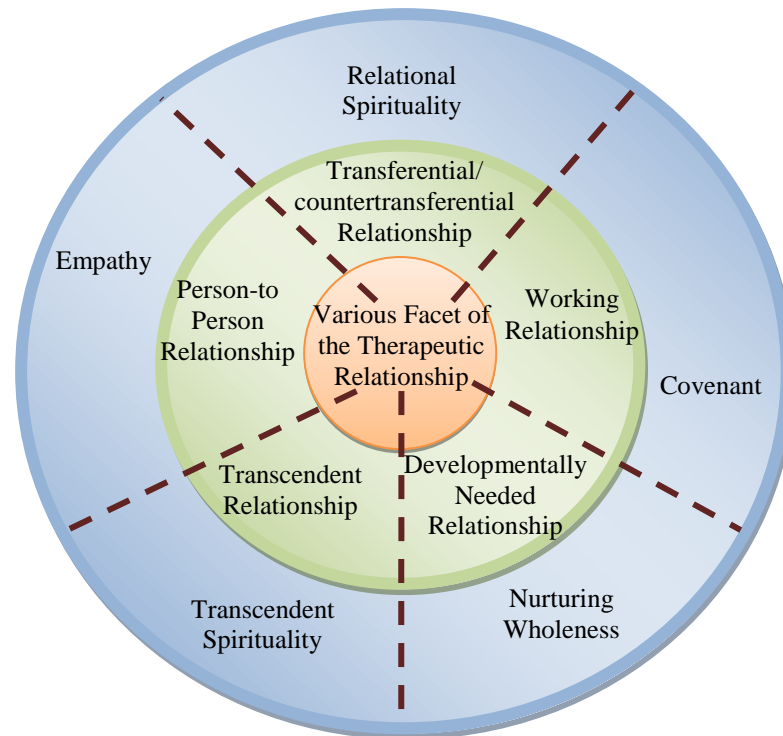 Relational
Spirituality
Transferential/
countertransferential
Relationship
Empathy
Person-to
Person
Relationship
Various Facet of
the Therapeutic
Relationship
Working
Relationship
Covenant
Transcendent
Relationship
Developmentally
Needed
Relationship
Transcendent
Spirituality
Nurturing
Wholeness